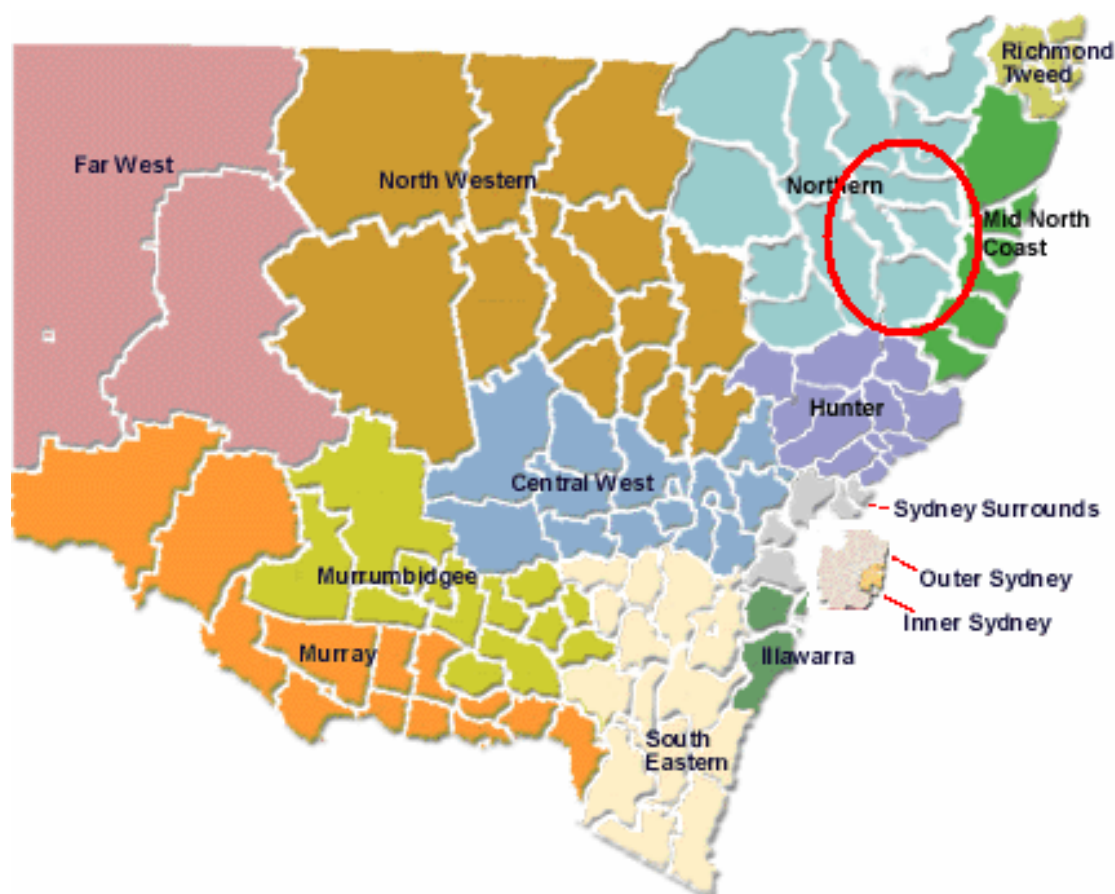 Richmond
Tweed
Far West
North Western
Northern
Mid North
Coast
Hunter
Central West
Sydney Surrounds
Outer Sydney
Inner Sydney
Murrumbidgee
Murray
Illawarra
South
Eastern